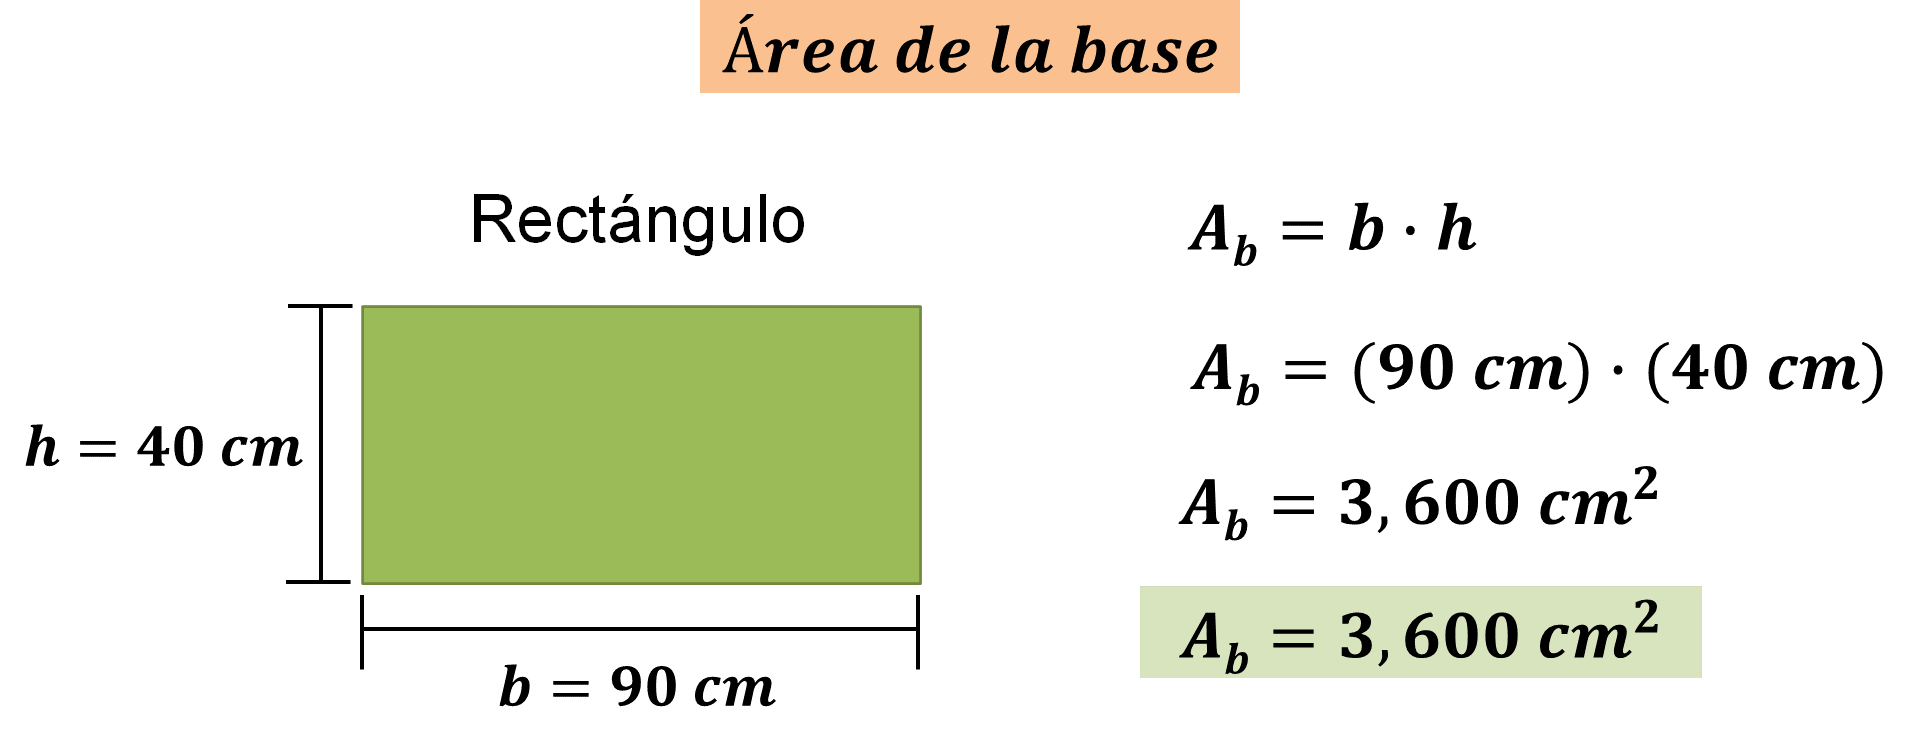 Área de la base
Rectángulo
h = 40 cm
b = 90 cm
A_b = b · h
A_b = (90 cm) · (40 cm)
A_b = 3,600 cm²
A_b = 3,600 cm²